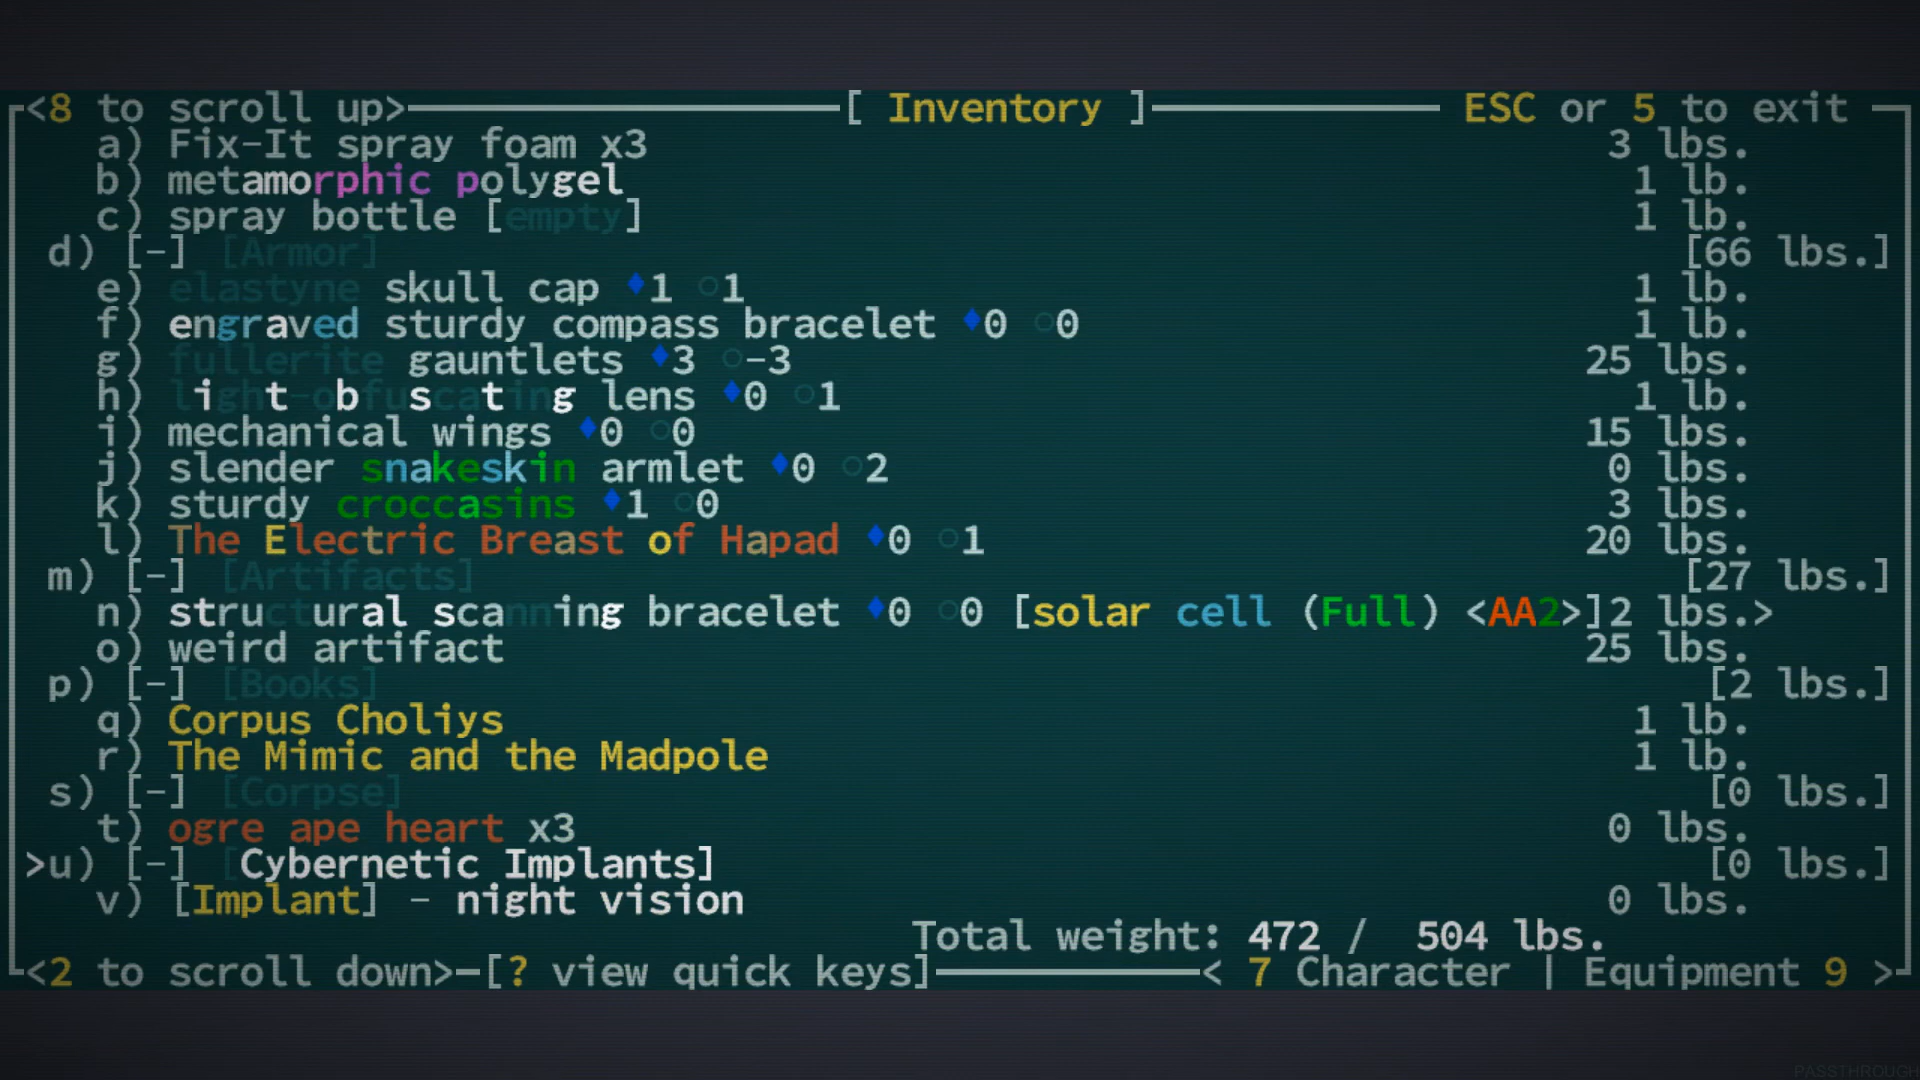 <8 to scroll up> [ Inventory ] ESC or 5 to exit
a) Fix-It spray foam x3 3 lbs.
b) metamorphic polygel 1 lb.
c) spray bottle [empty] 1 lb.
d) [-] [Armor] [66 lbs.]
e) elastyne skull cap ♦1 ○1 1 lb.
f) engraved sturdy compass bracelet ♦0 ○0 1 lb.
g) fullerite gauntlets ♦3 ○-3 25 lbs.
h) light-obfuscating lens ♦0 ○1 1 lb.
i) mechanical wings ♦0 ○0 15 lbs.
j) slender snakeskin armlet ♦0 ○2 0 lbs.
k) sturdy croccasins ♦1 ○0 3 lbs.
l) The Electric Breast of Hapad ♦0 ○1 20 lbs.
m) [-] [Artifacts] [27 lbs.]
n) structural scanning bracelet ♦0 ○0 [solar cell (Full) <AA2>]2 lbs.>
o) weird artifact 25 lbs.
p) [-] [Books] [2 lbs.]
q) Corpus Choliys 1 lb.
r) The Mimic and the Madpole 1 lb.
s) [-] [Corpse] [0 lbs.]
t) ogre ape heart x3 0 lbs.
>u) [-] [Cybernetic Implants] [0 lbs.]
v) [Implant] - night vision 0 lbs.
Total weight: 472 / 504 lbs.
<2 to scroll down> [? view quick keys] < 7 Character | Equipment 9 >
PASSTHROUGH